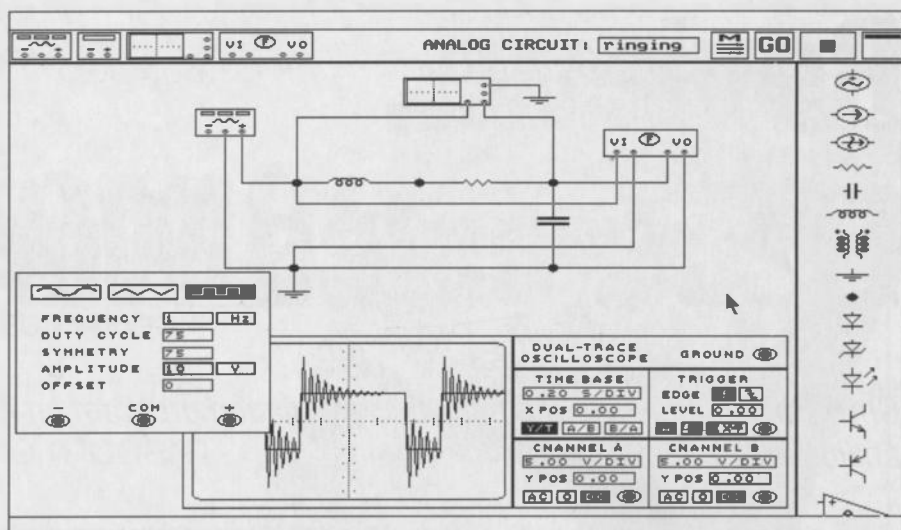 VI F VO ANALOG CIRCUIT: ringing M GO
VI F VO
FREQUENCY 1 Hz
DUTY CYCLE 75
SYMMETRY 75
AMPLITUDE 10 V
OFFSET 0
- COM +
DUAL-TRACE
OSCILLOSCOPE GROUND
TIME BASE
0.20 S/DIV
X POS 0.00
Y/T A/B B/A
TRIGGER
EDGE
LEVEL 0.00
CHANNEL A
5.00 V/DIV
Y POS 0.00
AC 0 DC
CHANNEL B
5.00 V/DIV
Y POS 0.00
AC 0 DC